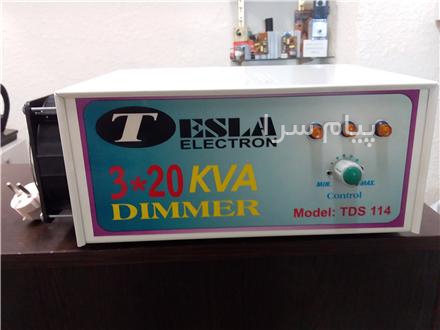 TESLA
ELECTRON
پیام سرا
3*20 KVA
DIMMER
MIN. MAX.
Control
Model: TDS 114